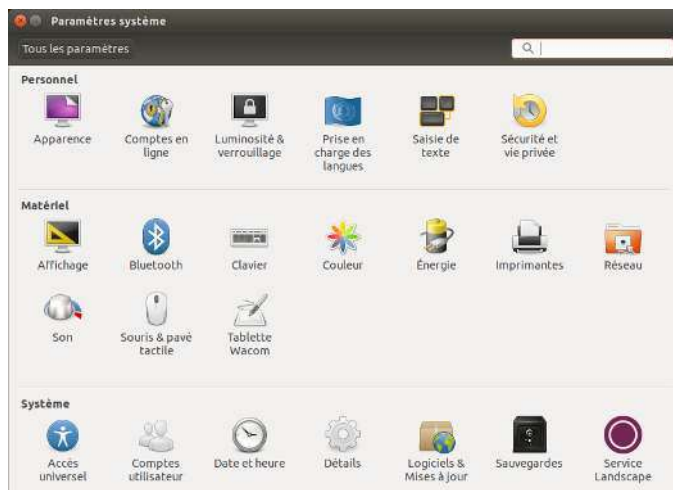 Paramètres système
Tous les paramètres
Personnel
Apparence
Comptes en
ligne
Luminosité &
verrouillage
Prise en
charge des
langues
Saisie de
texte
Sécurité et
vie privée
Matériel
Affichage
Bluetooth
Clavier
Couleur
Énergie
Imprimantes
Réseau
Son
Souris & pavé
tactile
Tablette
Wacom
Système
Accès
universel
Comptes
utilisateur
Date et heure
Détails
Logiciels &
Mises à jour
Sauvegardes
Service
Landscape